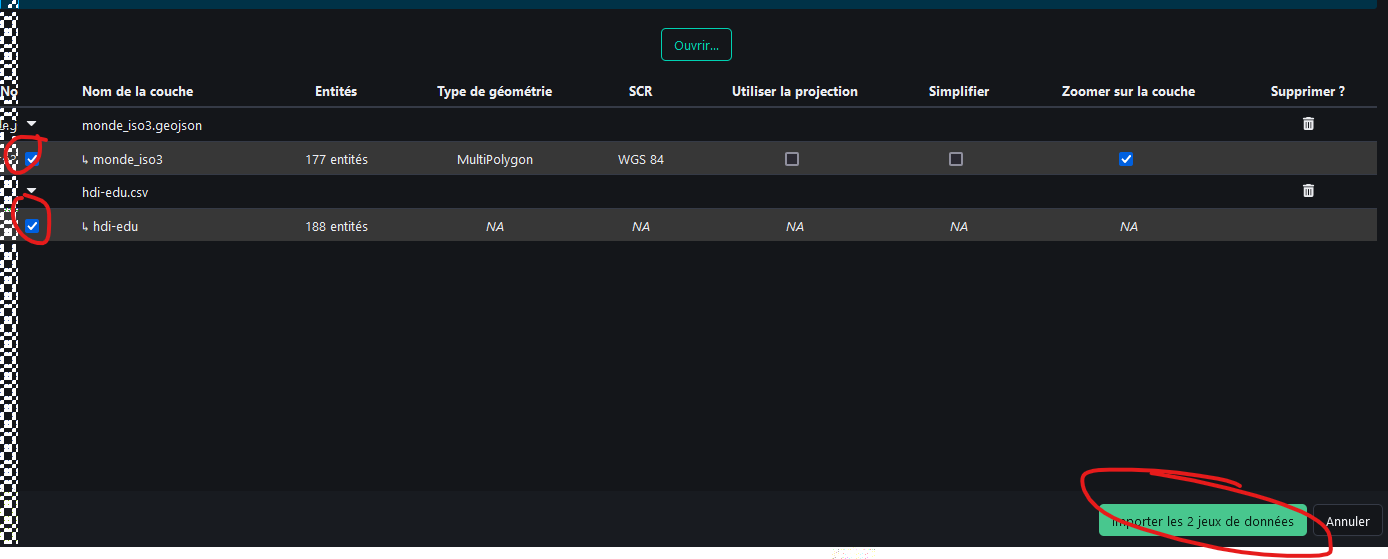 Ouvrir...
No Nom de la couche Entités Type de géométrie SCR Utiliser la projection Simplifier Zoomer sur la couche Supprimer ?
monde_iso3.geojson
↳ monde_iso3 177 entités MultiPolygon WGS 84
hdi-edu.csv
↳ hdi-edu 188 entités NA NA NA NA NA
Importer les 2 jeux de données Annuler